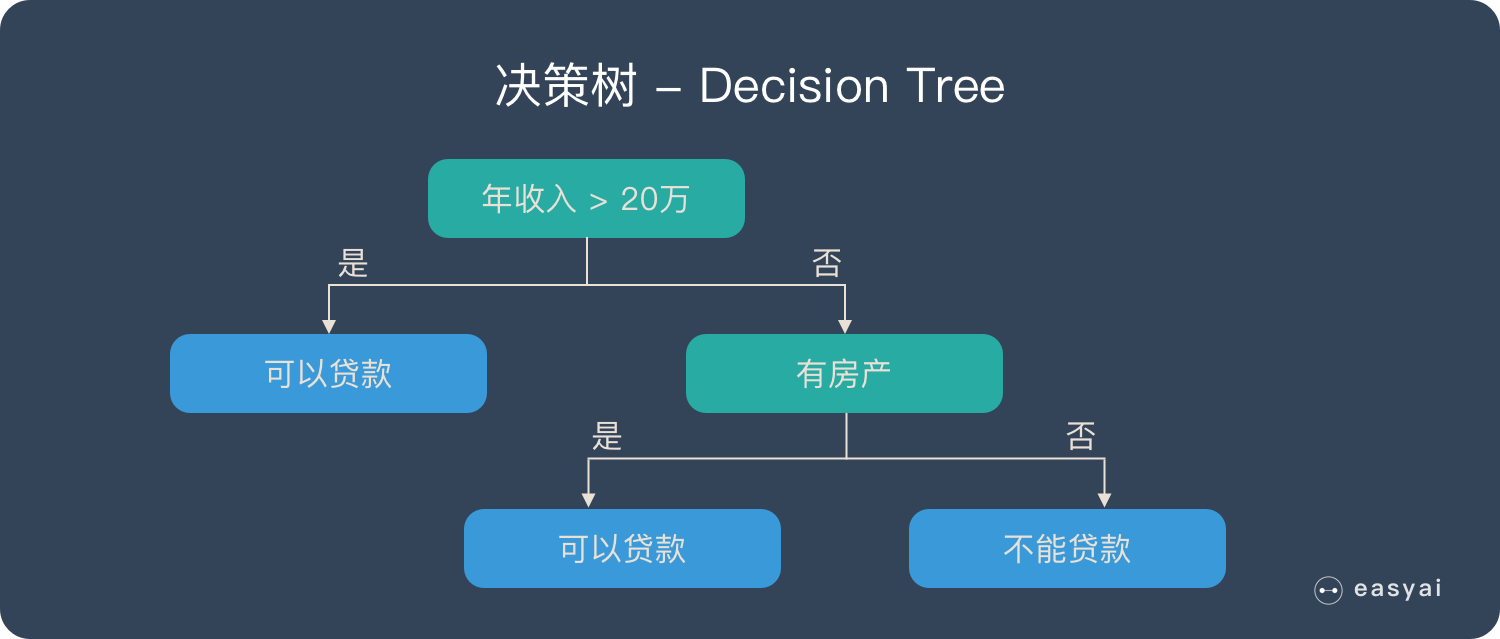 决策树 – Decision Tree
年收入 > 20万
是
否
可以贷款
有房产
是
否
可以贷款
不能贷款
easyai